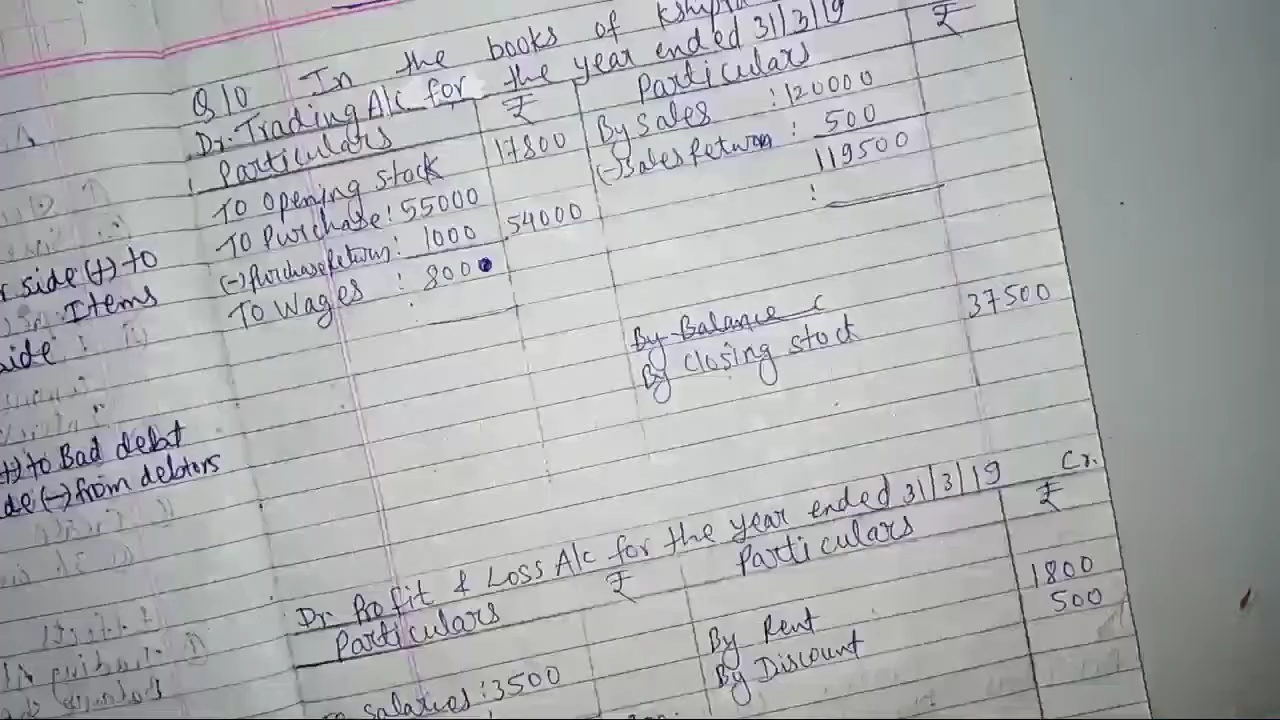 Q10 In the books of
Dr. Trading A/c for the year ended 31/3/19
Particulars ₹ Particulars ₹
To Opening stock 17800 By Sales : 120000
To Purchase : 55000 (-) Sales Return : 500
(-) Purchase Return : 1000 54000 119500
To Wages : 8000
By Balance c
By Closing stock 37500
r side (+) to
Items
side :
+) to Bad debt
de (-) from debtors
Dr. Profit & Loss A/c for the year ended 31/3/19 Cr.
Particulars ₹ Particulars ₹
By Rent 1800
Salaries : 3500 By Discount 500